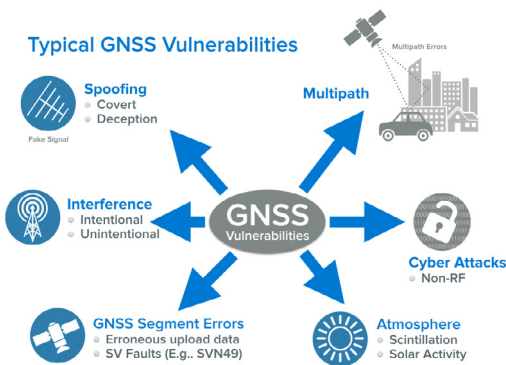 Typical GNSS Vulnerabilities
Multipath Errors
Spoofing
Covert
Deception
Fake Signal
Multipath
Interference
Intentional
Unintentional
GNSS
Vulnerabilities
Cyber Attacks
Non-RF
GNSS Segment Errors
Erroneous upload data
SV Faults (E.g., SVN49)
Atmosphere
Scintillation
Solar Activity